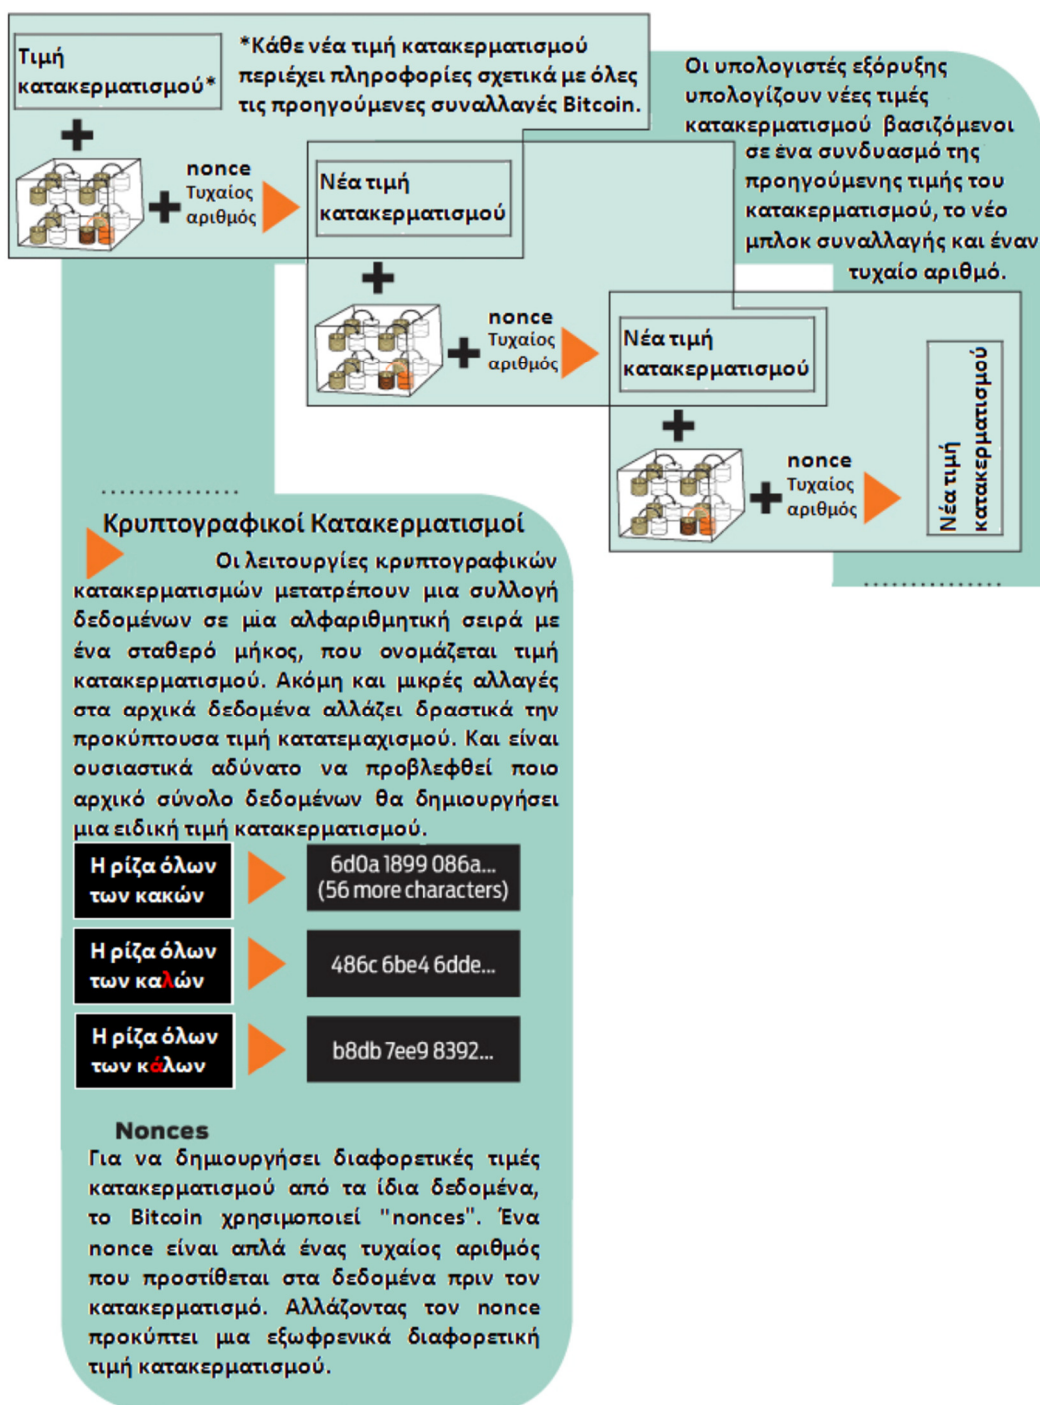 Τιμή
κατακερματισμού*
*Κάθε νέα τιμή κατακερματισμού
περιέχει πληροφορίες σχετικά με όλες
τις προηγούμενες συναλλαγές Bitcoin.
+
+
nonce
Τυχαίος
αριθμός
Νέα τιμή
κατακερματισμού
Οι υπολογιστές εξόρυξης
υπολογίζουν νέες τιμές
κατακερματισμού βασιζόμενοι
σε ένα συνδυασμό της
προηγούμενης τιμής του
κατακερματισμού, το νέο
μπλοκ συναλλαγής και έναν
τυχαίο αριθμό.
+
+
nonce
Τυχαίος
αριθμός
Νέα τιμή
κατακερματισμού
+
+
nonce
Τυχαίος
αριθμός
Νέα τιμή
κατακερματισμού
Κρυπτογραφικοί Κατακερματισμοί
Οι λειτουργίες κρυπτογραφικών
κατακερματισμών μετατρέπουν μια συλλογή
δεδομένων σε μία αλφαριθμητική σειρά με
ένα σταθερό μήκος, που ονομάζεται τιμή
κατακερματισμού. Ακόμη και μικρές αλλαγές
στα αρχικά δεδομένα αλλάζει δραστικά την
προκύπτουσα τιμή κατατεμαχισμού. Και είναι
ουσιαστικά αδύνατο να προβλεφθεί ποιο
αρχικό σύνολο δεδομένων θα δημιουργήσει
μια ειδική τιμή κατακερματισμού.
Η ρίζα όλων
των κακών
6d0a 1899 086a...
(56 more characters)
Η ρίζα όλων
των καλών
486c 6be4 6dde...
Η ρίζα όλων
των κάλων
b8db 7ee9 8392...
Nonces
Για να δημιουργήσει διαφορετικές τιμές
κατακερματισμού από τα ίδια δεδομένα,
το Bitcoin χρησιμοποιεί "nonces". Ένα
nonce είναι απλά ένας τυχαίος αριθμός
που προστίθεται στα δεδομένα πριν τον
κατακερματισμό. Αλλάζοντας τον nonce
προκύπτει μια εξωφρενικά διαφορετική
τιμή κατακερματισμού.